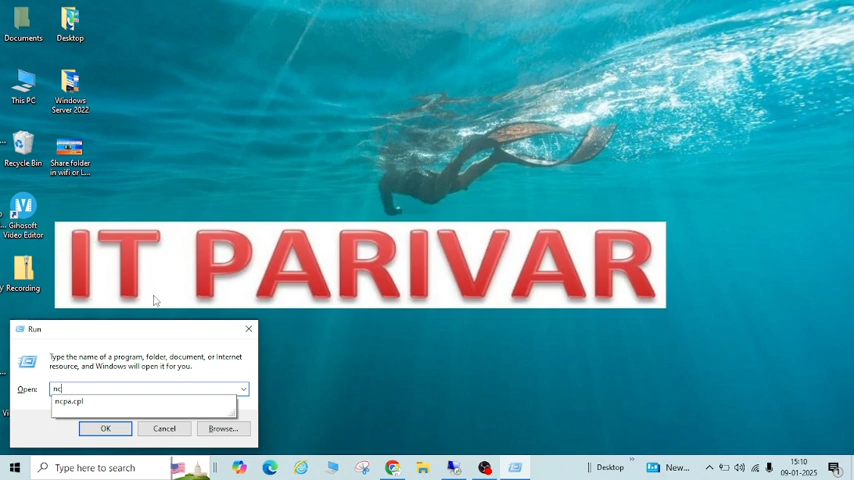 Documents
Desktop
This PC
Windows
Server 2022
Recycle Bin
Share folder
in wifi or L...
Gihosoft
Video Editor
Recording
IT PARIVAR
Run
Type the name of a program, folder, document, or Internet
resource, and Windows will open it for you.
Open:
nc
ncpa.cpl
OK
Cancel
Browse...
Type here to search
Desktop
New...
15:10
09-01-2025
1